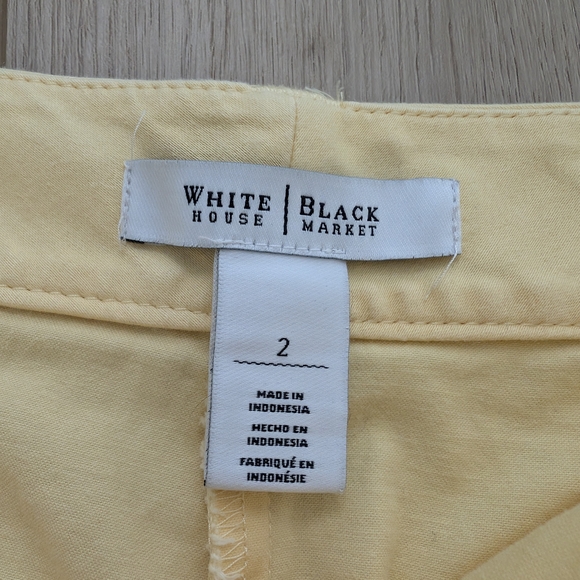 WHITE | BLACK
HOUSE | MARKET
2
MADE IN
INDONESIA
HECHO EN
INDONESIA
FABRIQUÉ EN
INDONÉSIE